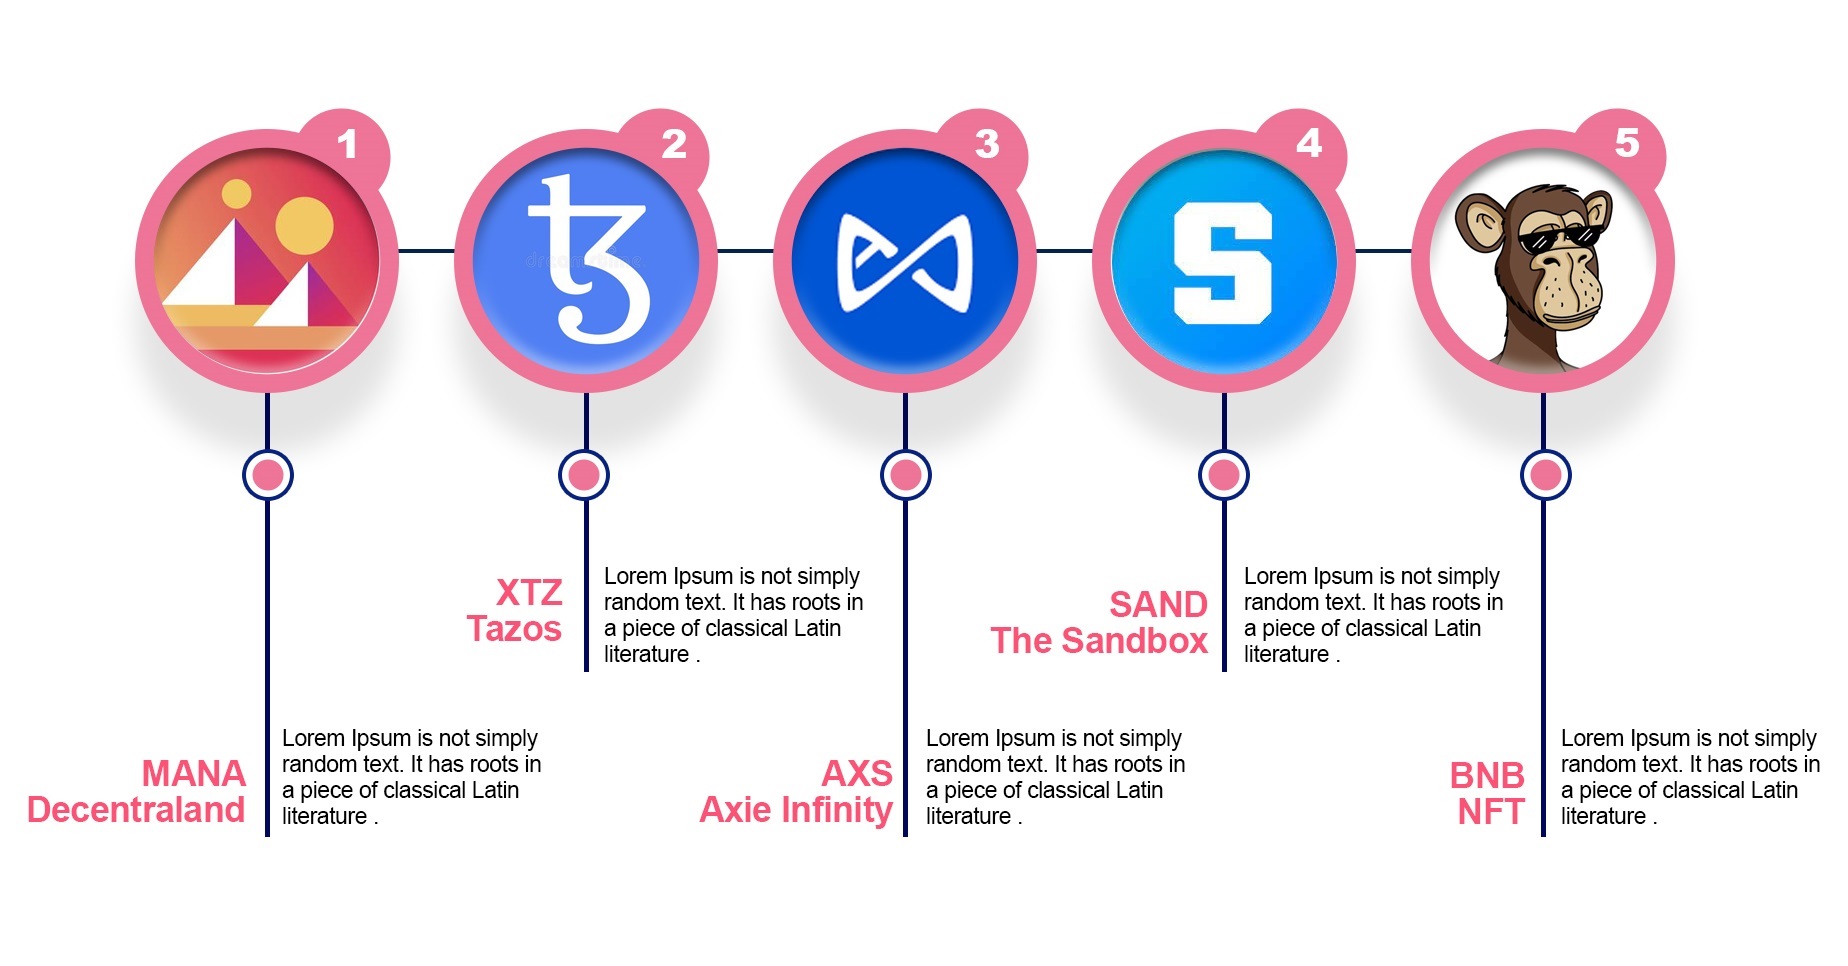 1
2
3
4
5
XTZ
Tazos
Lorem Ipsum is not simply
random text. It has roots in
a piece of classical Latin
literature .
SAND
The Sandbox
Lorem Ipsum is not simply
random text. It has roots in
a piece of classical Latin
literature .
MANA
Decentraland
Lorem Ipsum is not simply
random text. It has roots in
a piece of classical Latin
literature .
AXS
Axie Infinity
Lorem Ipsum is not simply
random text. It has roots in
a piece of classical Latin
literature .
BNB
NFT
Lorem Ipsum is not simply
random text. It has roots in
a piece of classical Latin
literature .